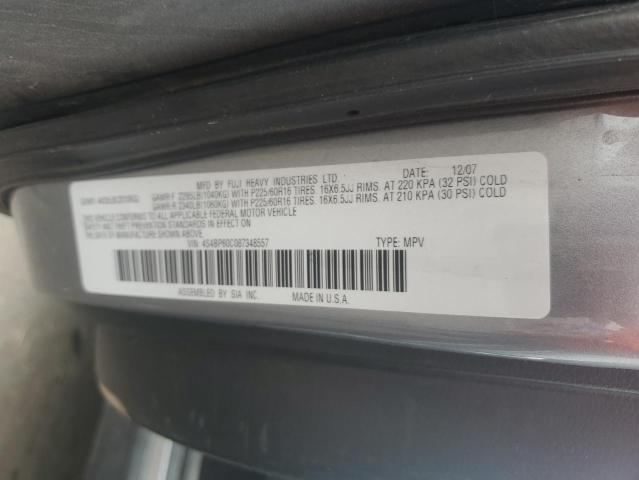 MFD BY FUJI HEAVY INDUSTRIES LTD. DATE: 12/07
GAWR F 2295LB(1040KG) WITH P225/60R16 TIRES. 16X6.5JJ RIMS. AT 220 KPA (32 PSI) COLD
GAWR R 2340LB(1060KG) WITH P225/60R16 TIRES. 16X6.5JJ RIMS. AT 210 KPA (30 PSI) COLD
THIS VEHICLE CONFORMS TO ALL APPLICABLE FEDERAL MOTOR VEHICLE
SAFETY AND THEFT PREVENTION STANDARDS IN EFFECT ON THE DATE
OF MANUFACTURE SHOWN ABOVE.
VIN: 4S4BP60C087348557 TYPE: MPV
ASSEMBLED BY SIA INC. MADE IN U.S.A.